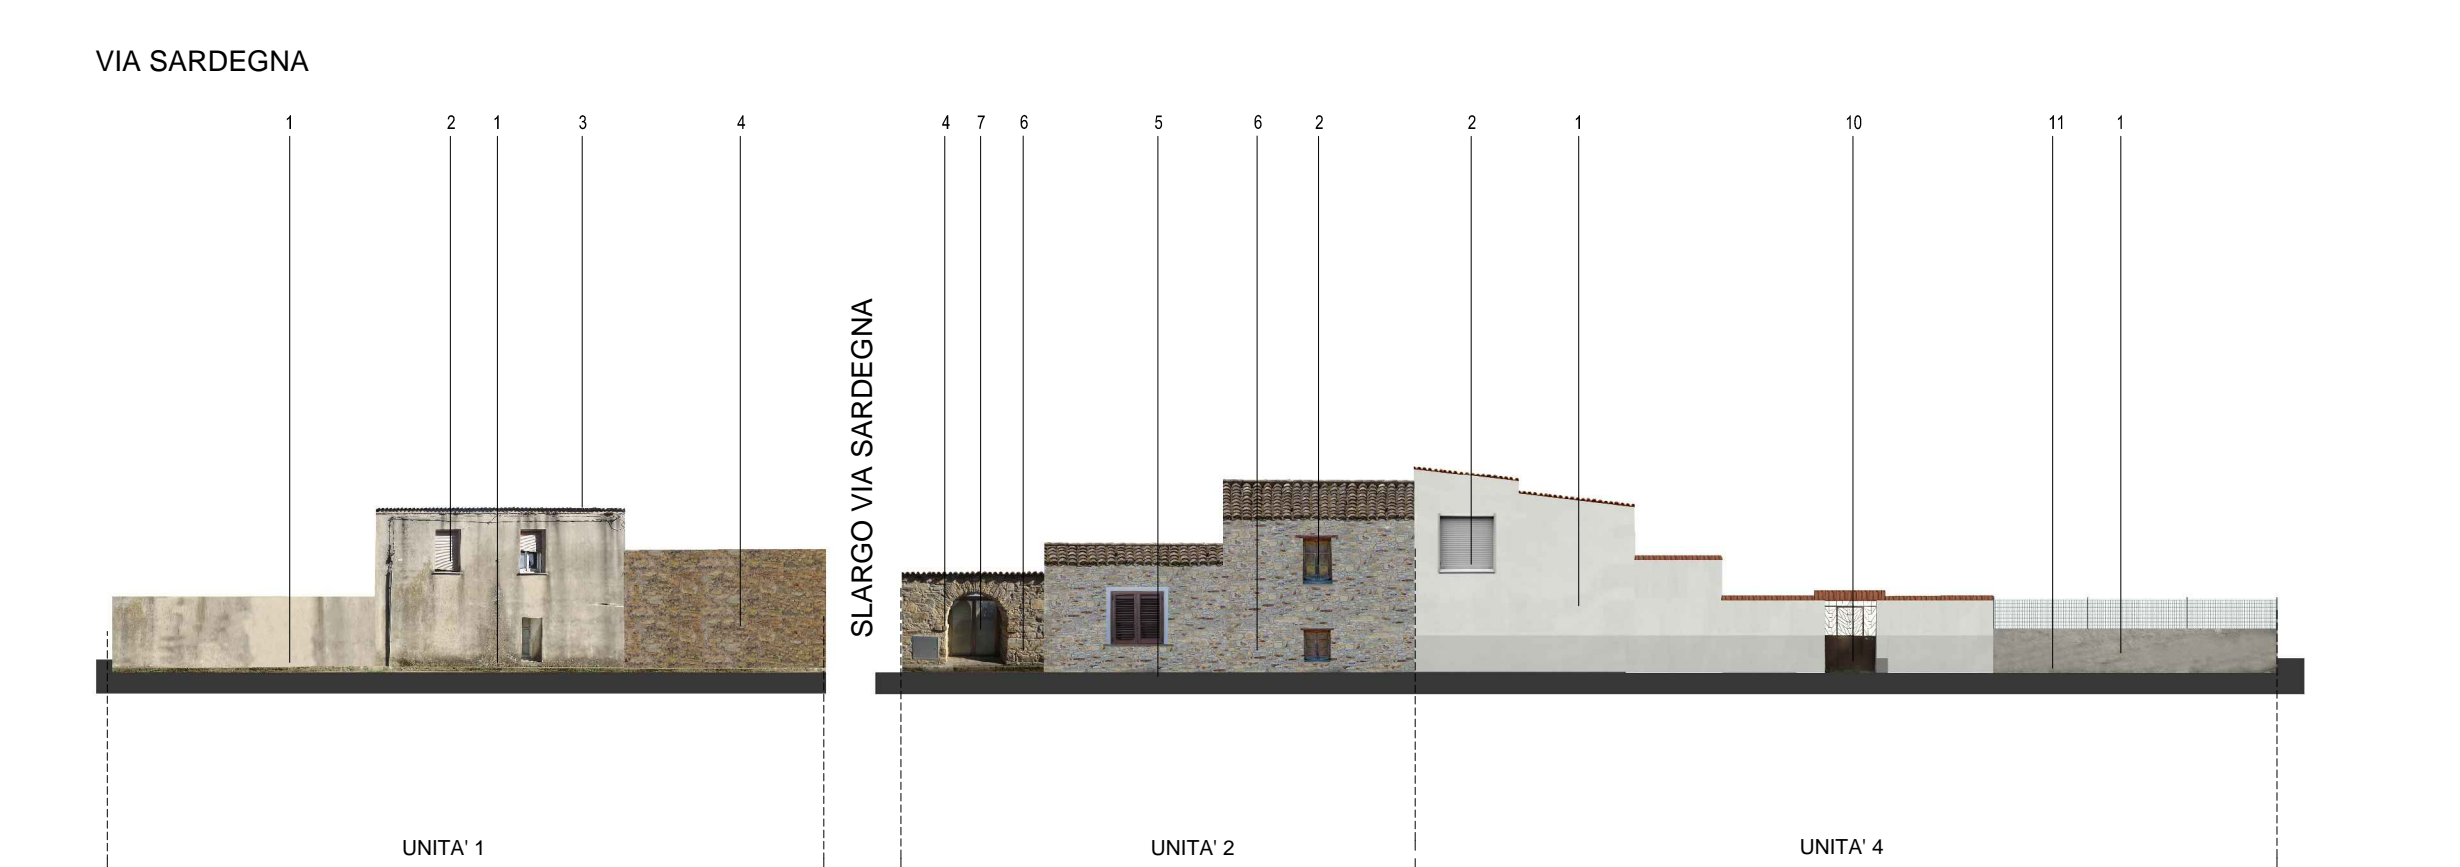 VIA SARDEGNA
1 2 1 3 4 4 7 6 5 6 2 2 1 10 11 1
SLARGO VIA SARDEGNA
UNITA' 1 UNITA' 2 UNITA' 4